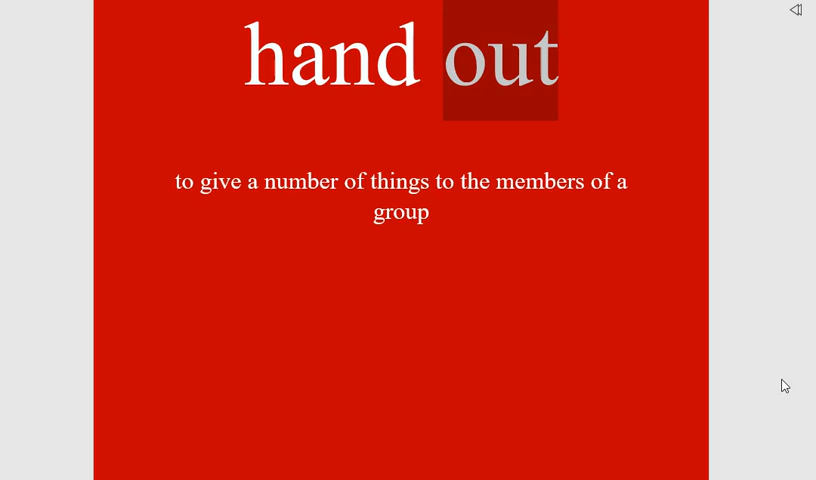 hand out
to give a number of things to the members of a
group